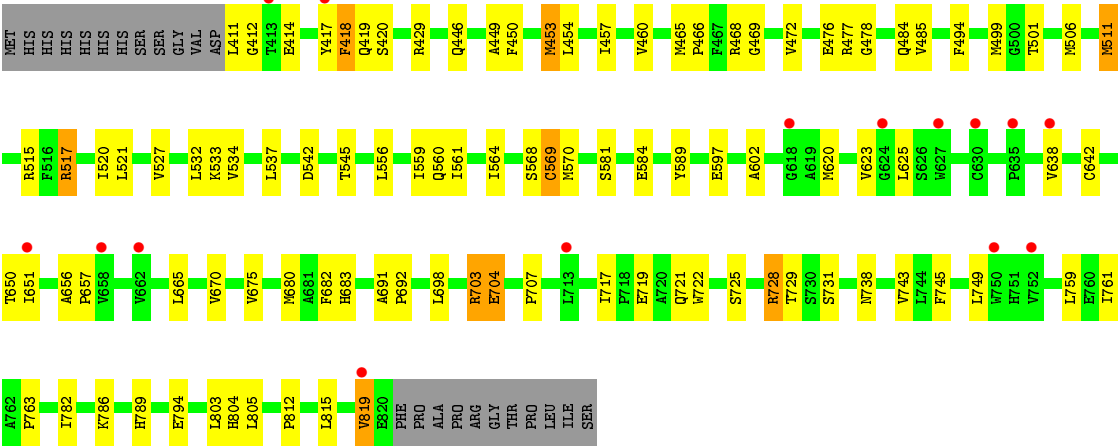 MET HIS HIS HIS HIS HIS HIS SER SER GLY VAL ASP L411 G412 T413 E414 Y417 F418 Q419 S420 R429 Q446 A449 F450 M453 L454 I457 V460 M465 P466 F467 R468 G469 V472 E476 R477 G478 Q484 V485 F494 M499 G500 T501 M506 M511
R515 F516 R517 I520 L521 V527 L532 K533 V534 L537 D542 T545 L556 I559 Q560 I561 I564 S568 C569 M570 S581 E584 Y589 E597 A602 G618 A619 M620 V623 G624 L625 S626 W627 C630 P635 V638 C642
T650 I651 A656 P657 V658 V662 L665 V670 V675 M680 A681 F682 H683 A691 P692 L698 R703 E704 P707 L713 I717 P718 E719 A720 Q721 W722 S725 R728 T729 S730 S731 N738 V743 L744 F745 L749 W750 H751 V752 L759 E760 I761
A762 P763 I782 K786 H789 E794 L803 H804 L805 P812 L815 V819 E820 PHE PRO ALA PRO ARG GLY THR PRO LEU ILE SER